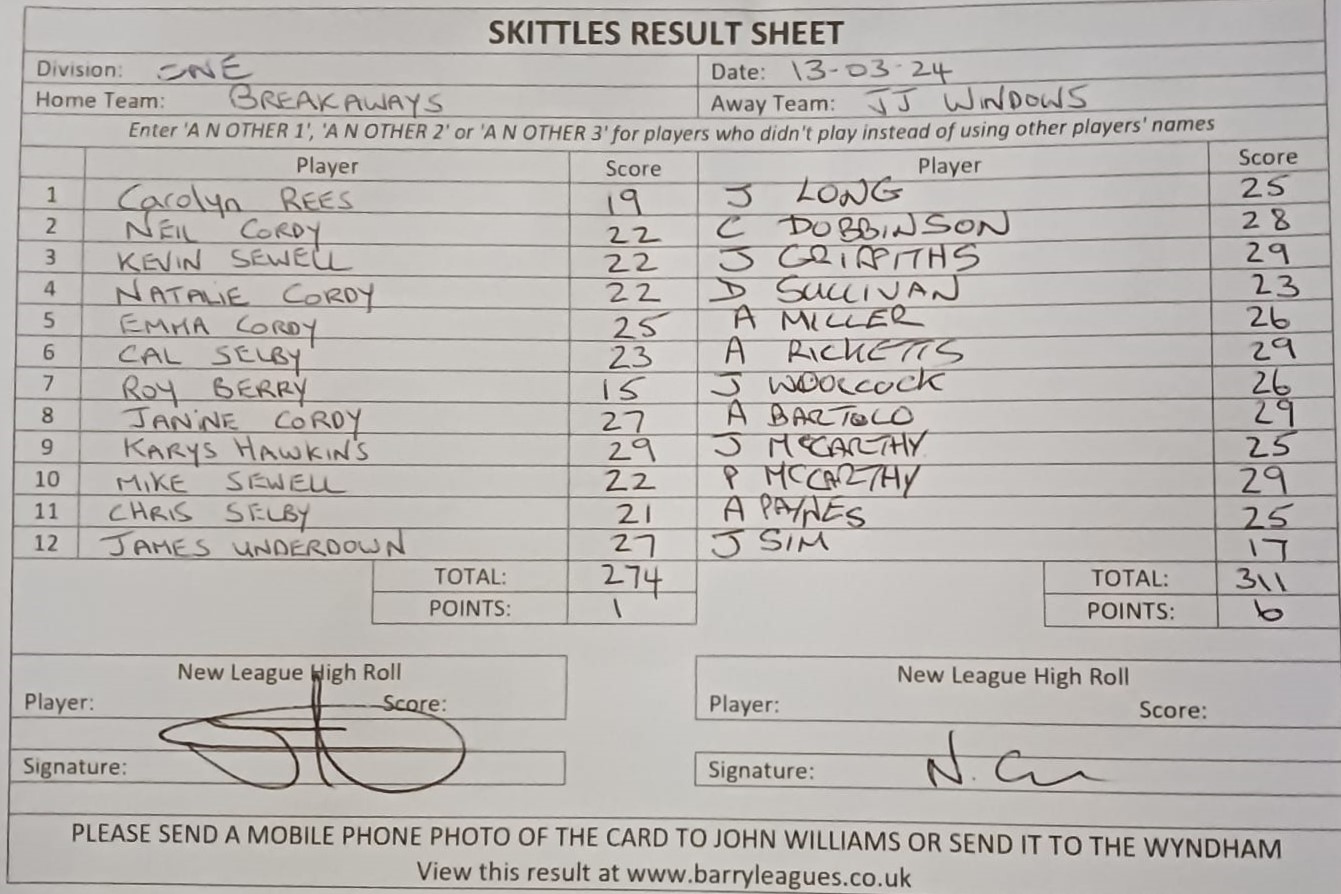 SKITTLES RESULT SHEET
Division: ONE Date: 13-03-24
Home Team: BREAKAWAYS Away Team: JJ WINDOWS
Enter 'A N OTHER 1', 'A N OTHER 2' or 'A N OTHER 3' for players who didn't play instead of using other players' names
Player Score Player Score
1 Carolyn REES 19 J LONG 25
2 NEIL CORDY 22 C DOBBINSON 28
3 KEVIN SEWELL 22 J GRIFFITHS 29
4 NATALIE CORDY 22 D SULLIVAN 23
5 EMMA CORDY 25 A MILLER 26
6 CAL SELBY 23 A RICKETTS 29
7 ROY BERRY 15 J WOOLCOCK 26
8 JANINE CORDY 27 A BARTOLO 29
9 KARYS HAWKINS 29 J MCCARTHY 25
10 MIKE SEWELL 22 P MCCARTHY 29
11 CHRIS SELBY 21 A PAYNES 25
12 JAMES UNDERDOWN 27 J SIM 17
TOTAL: 274 TOTAL: 311
POINTS: 1 POINTS: 6
New League High Roll New League High Roll
Player: Score: Player: Score:
Signature: Signature: N.
PLEASE SEND A MOBILE PHONE PHOTO OF THE CARD TO JOHN WILLIAMS OR SEND IT TO THE WYNDHAM
View this result at www.barryleagues.co.uk